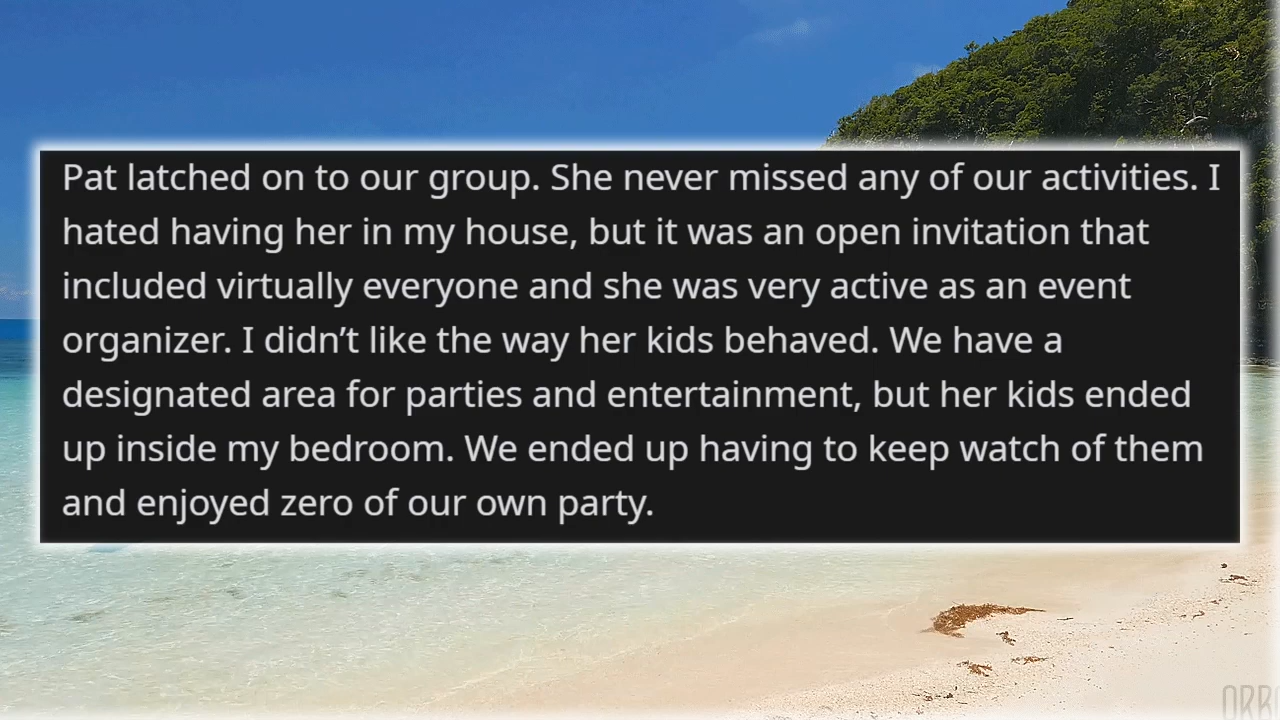 Pat latched on to our group. She never missed any of our activities. I
hated having her in my house, but it was an open invitation that
included virtually everyone and she was very active as an event
organizer. I didn’t like the way her kids behaved. We have a
designated area for parties and entertainment, but her kids ended
up inside my bedroom. We ended up having to keep watch of them
and enjoyed zero of our own party.